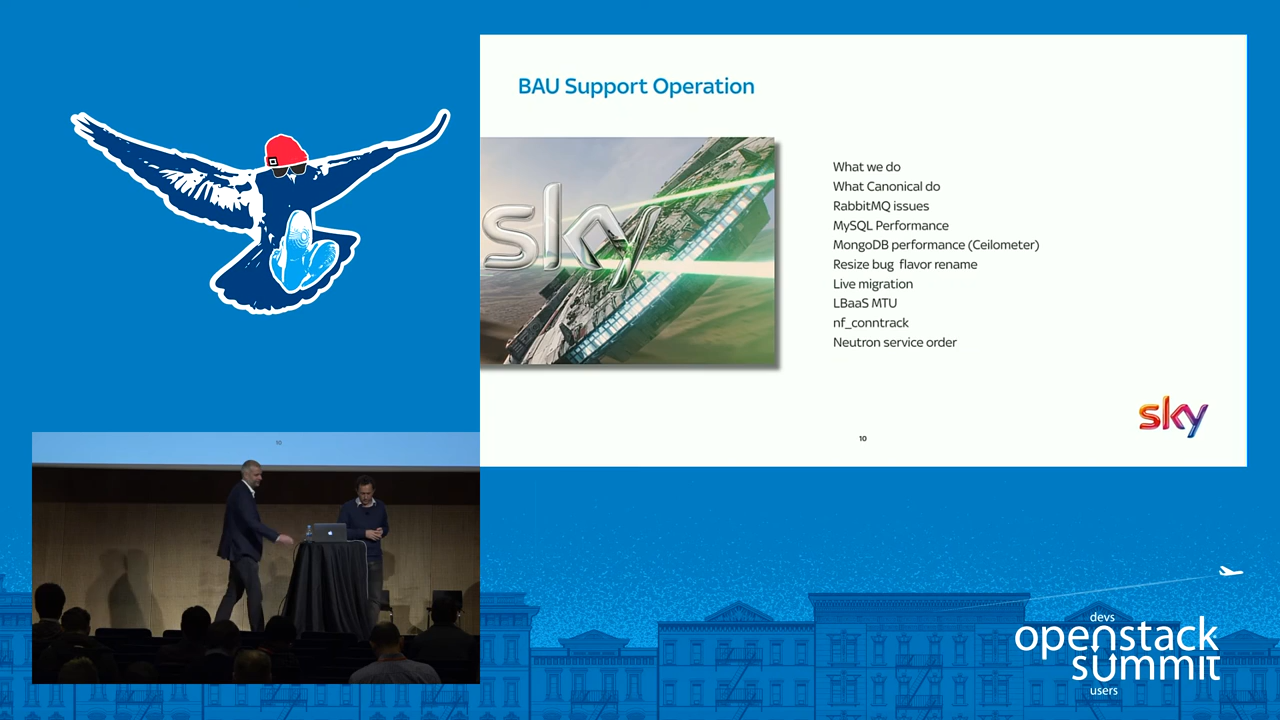 BAU Support Operation
sky
What we do
What Canonical do
RabbitMQ issues
MySQL Performance
MongoDB performance (Ceilometer)
Resize bug  flavor rename
Live migration
LBaaS MTU
nf_conntrack
Neutron service order
sky
10
10
devs
openstack
summit
users